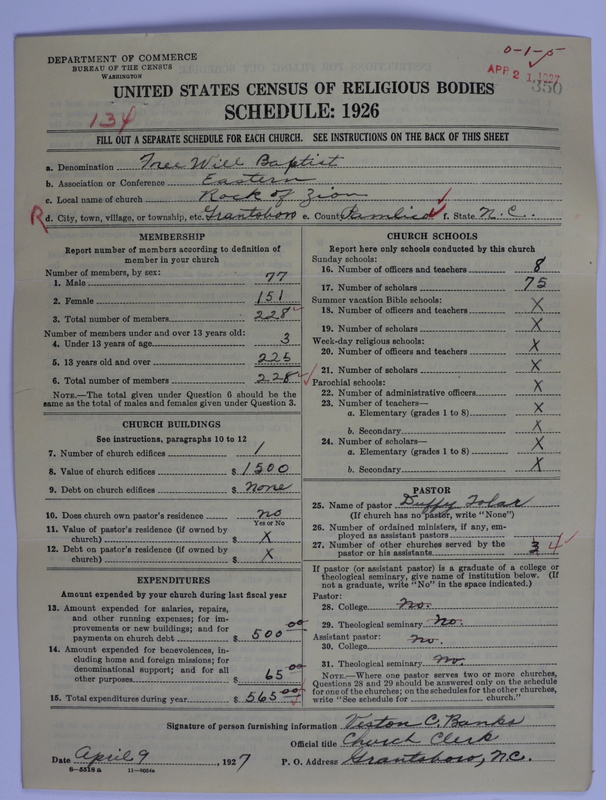 DEPARTMENT OF COMMERCE
BUREAU OF THE CENSUS
WASHINGTON
0-1-5
APR 21 1927
350
UNITED STATES CENSUS OF RELIGIOUS BODIES
SCHEDULE: 1926
134
FILL OUT A SEPARATE SCHEDULE FOR EACH CHURCH. SEE INSTRUCTIONS ON THE BACK OF THIS SHEET
a. Denomination Free Will Baptist
b. Association or Conference Eastern
c. Local name of church Rock of Zion
R d. City, town, village, or township, etc. Grantsboro e. County Pamlico f. State N.C.
MEMBERSHIP
Report number of members according to definition of
member in your church
Number of members, by sex:
1. Male 77
2. Female 151
3. Total number of members 228
Number of members under and over 13 years old:
4. Under 13 years of age 3
5. 13 years old and over 225
6. Total number of members 228
NOTE.—The total given under Question 6 should be the
same as the total of males and females given under Question 3.
CHURCH BUILDINGS
See instructions, paragraphs 10 to 12
7. Number of church edifices 1
8. Value of church edifices $ 1500
9. Debt on church edifices $ None
10. Does church own pastor's residence no
Yes or No
11. Value of pastor's residence (if owned by
church) $ X
12. Debt on pastor's residence (if owned by
church) $ X
EXPENDITURES
Amount expended by your church during last fiscal year
13. Amount expended for salaries, repairs,
and other running expenses; for im-
provements or new buildings; and for
payments on church debt $ 500 00
14. Amount expended for benevolences, in-
cluding home and foreign missions; for
denominational support; and for all
other purposes $ 65 00
15. Total expenditures during year $ 565 00
CHURCH SCHOOLS
Report here only schools conducted by this church
Sunday schools:
16. Number of officers and teachers 8
17. Number of scholars 75
Summer vacation Bible schools:
18. Number of officers and teachers X
19. Number of scholars X
Week-day religious schools:
20. Number of officers and teachers X
21. Number of scholars X
Parochial schools:
22. Number of administrative officers X
23. Number of teachers—
a. Elementary (grades 1 to 8) X
b. Secondary X
24. Number of scholars—
a. Elementary (grades 1 to 8) X
b. Secondary X
PASTOR
25. Name of pastor Duffy Tolar
(If church has no pastor, write "None")
26. Number of ordained ministers, if any, em-
ployed as assistant pastors
27. Number of other churches served by the
pastor or his assistants 3 4
If pastor (or assistant pastor) is a graduate of a college or
theological seminary, give name of institution below. (If
not a graduate, write "No" in the space indicated.)
Pastor:
28. College No.
29. Theological seminary No.
Assistant pastor:
30. College No.
31. Theological seminary No.
NOTE.—Where one pastor serves two or more churches,
Questions 28 and 29 should be answered only on the schedule
for one of the churches; on the schedules for the other churches,
write "See schedule for church."
Signature of person furnishing information Viston C. Banks
Official title Church Clerk
Date April 9, 1927 P. O. Address Grantsboro, N.C.
8—5518 a 11—8054a